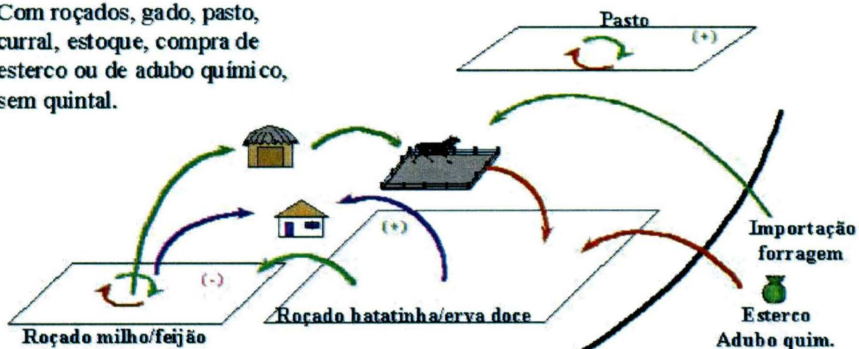 Com roçados, gado, pasto,
curral, estoque, compra de
esterco ou de adubo químico,
sem quintal.
Pasto
(+)
(+)
Importação
forragem
(-)
Roçado batatinha/erva doce
Esterco
Adubo quim.
Roçado milho/feijão